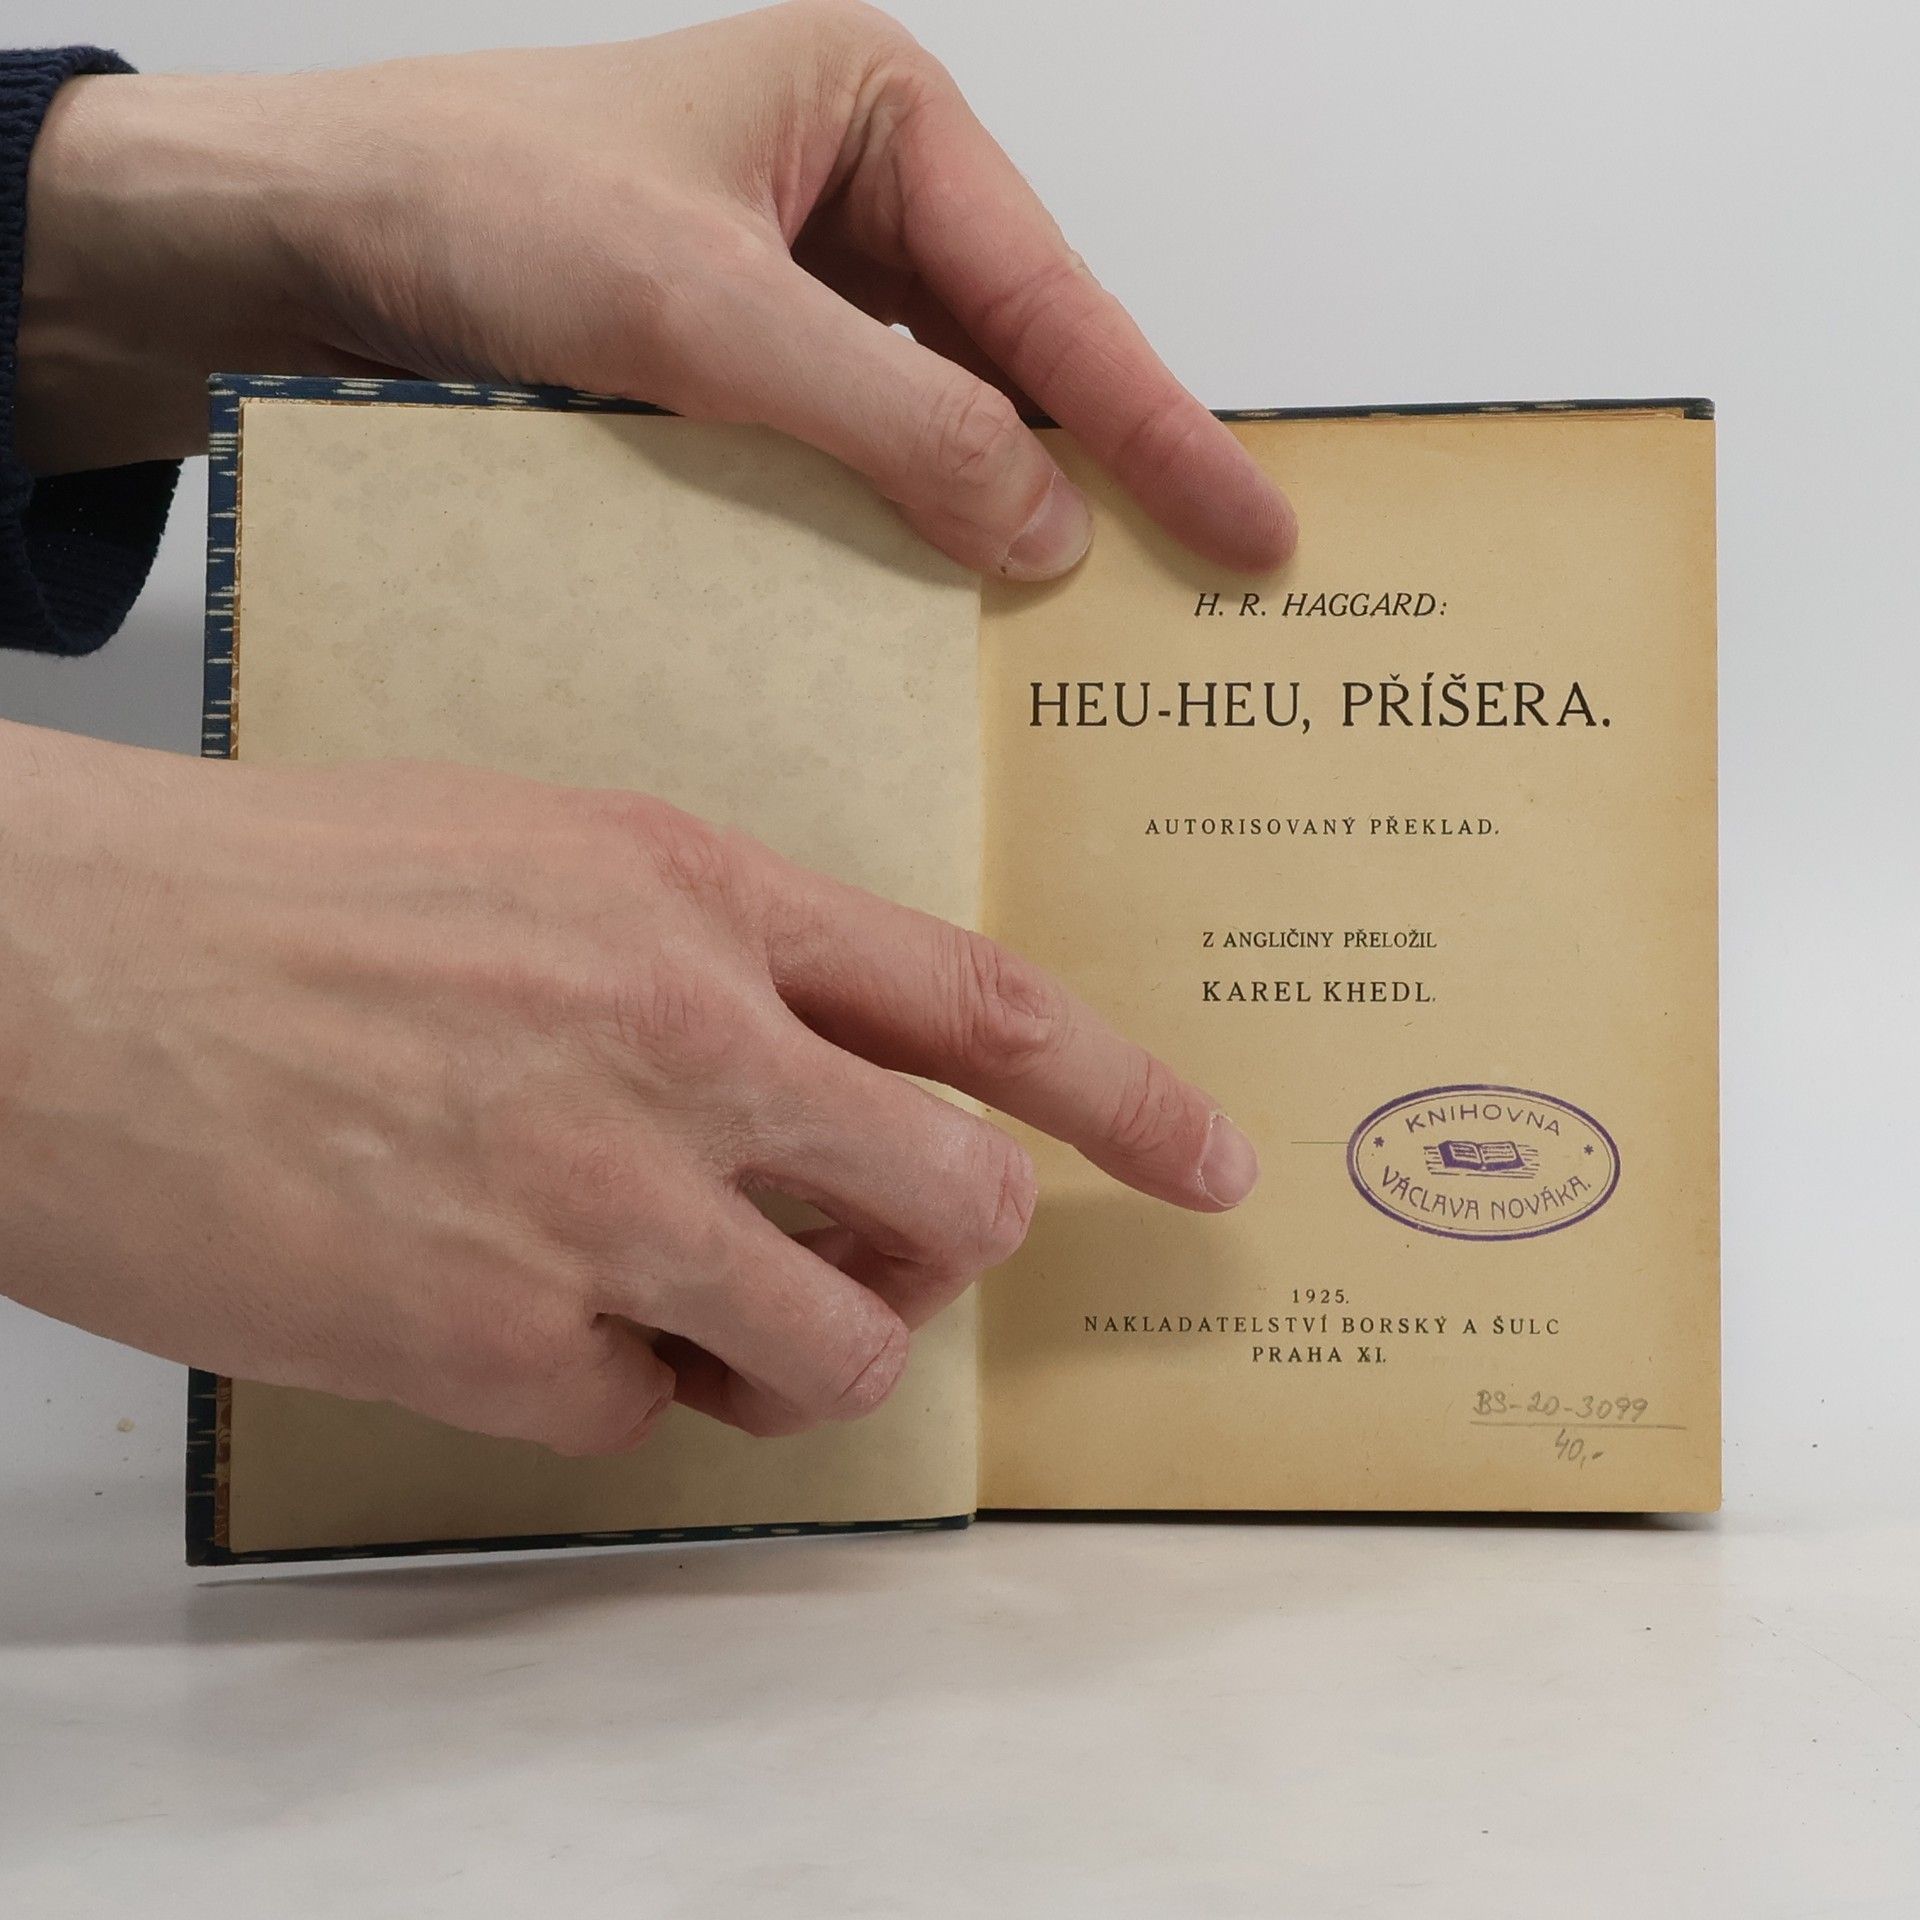 H. R. HAGGARD:
HEU-HEU, PŘÍŠERA.
AUTORISOVANÝ PŘEKLAD.
Z ANGLIČINY PŘELOŽIL
KAREL KHEDL.
KNIHOVNA
VÁCLAVA NOVÁKA.
1925.
NAKLADATELSTVÍ BORSKÝ A ŠULC
PRAHA XI.
BS-20-3099
40,-